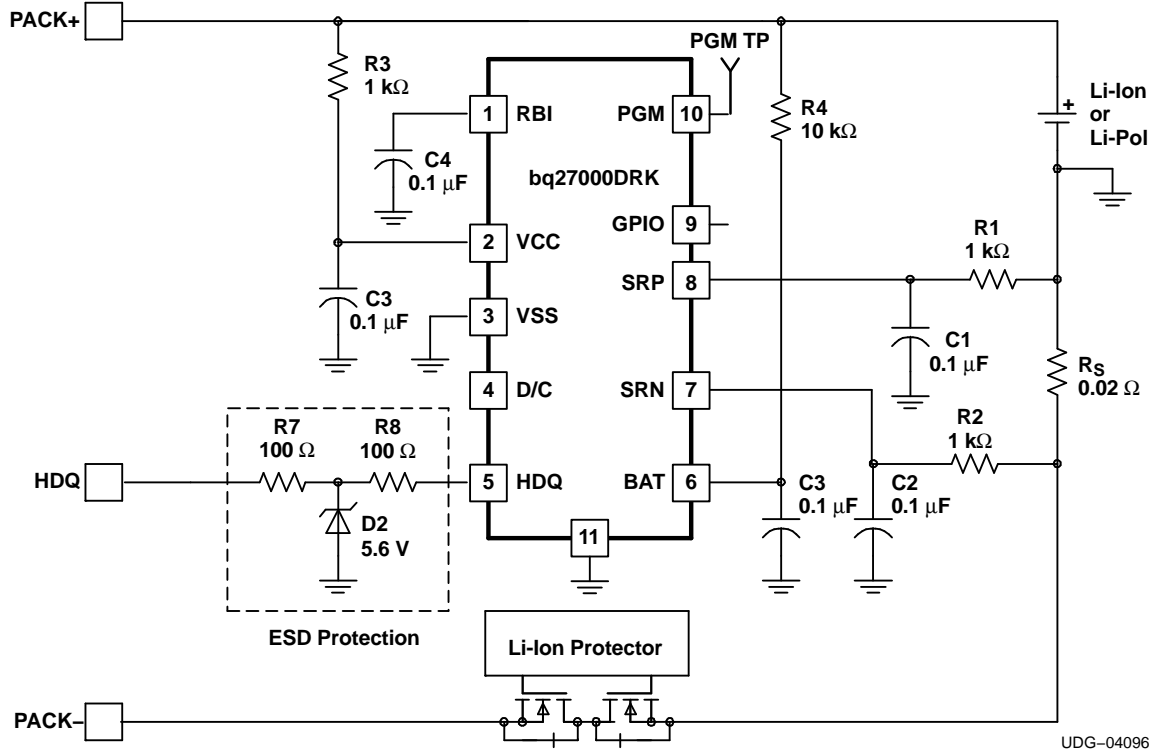 PACK+
PGM TP
R3
1 kΩ
1
RBI
PGM
10
R4
10 kΩ
+
Li-Ion
or
Li-Pol
C4
0.1 μF
bq27000DRK
GPIO
9
2
VCC
R1
1 kΩ
SRP
8
C3
0.1 μF
3
VSS
C1
0.1 μF
RS
0.02 Ω
4
D/C
SRN
7
R7
100 Ω
R8
100 Ω
R2
1 kΩ
HDQ
5
HDQ
BAT
6
C3
0.1 μF
C2
0.1 μF
D2
5.6 V
11
ESD Protection
Li-Ion Protector
PACK–
UDG–04096